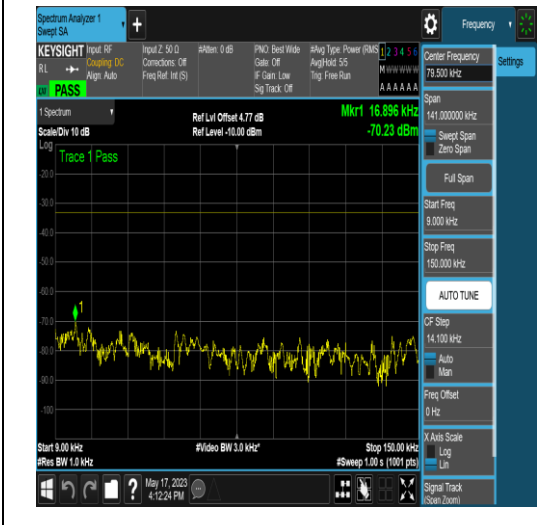 Spectrum Analyzer 1
Swept SA
+
Frequency
KEYSIGHT
Input: RF
Coupling: DC
Align: Auto
Input Z: 50 Ω
Corrections: Off
Freq Ref: Int (S)
#Atten: 0 dB
PNO: Best Wide
Gate: Off
IF Gain: Low
Sig Track: Off
#Avg Type: Power (RMS)
Avg|Hold: 5/5
Trig: Free Run
1 2 3 4 5 6
M W W W W W
A A A A A A
RL
PASS
1 Spectrum
Scale/Div 10 dB
Ref Lvl Offset 4.77 dB
Ref Level -10.00 dBm
Mkr1 16.896 kHz
-70.23 dBm
Log
Trace 1 Pass
-20.0
-30.0
-40.0
-50.0
-60.0
-70.0
-80.0
-90.0
-100
1
Start 9.00 kHz
#Res BW 1.0 kHz
#Video BW 3.0 kHz*
Stop 150.00 kHz
#Sweep 1.00 s (1001 pts)
May 17, 2023
4:12:24 PM
?
Center Frequency
79.500 kHz
Settings
Span
141.000000 kHz
Swept Span
Zero Span
Full Span
Start Freq
9.000 kHz
Stop Freq
150.000 kHz
AUTO TUNE
CF Step
14.100 kHz
Auto
Man
Freq Offset
0 Hz
X Axis Scale
Log
Lin
Signal Track
(Span Zoom)